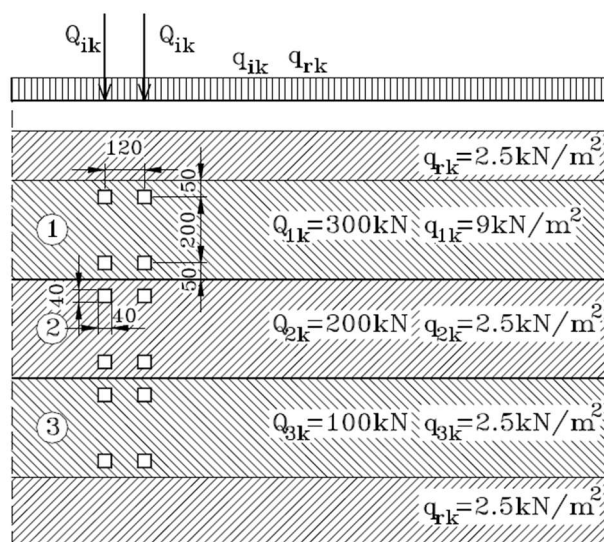 Q_ik Q_ik
q_ik q_rk
q_rk=2.5kN/m²
120
50
1
200
Q_1k=300kN q_1k=9kN/m²
50
40
40
2
Q_2k=200kN q_2k=2.5kN/m²
3
Q_3k=100kN q_3k=2.5kN/m²
q_rk=2.5kN/m²